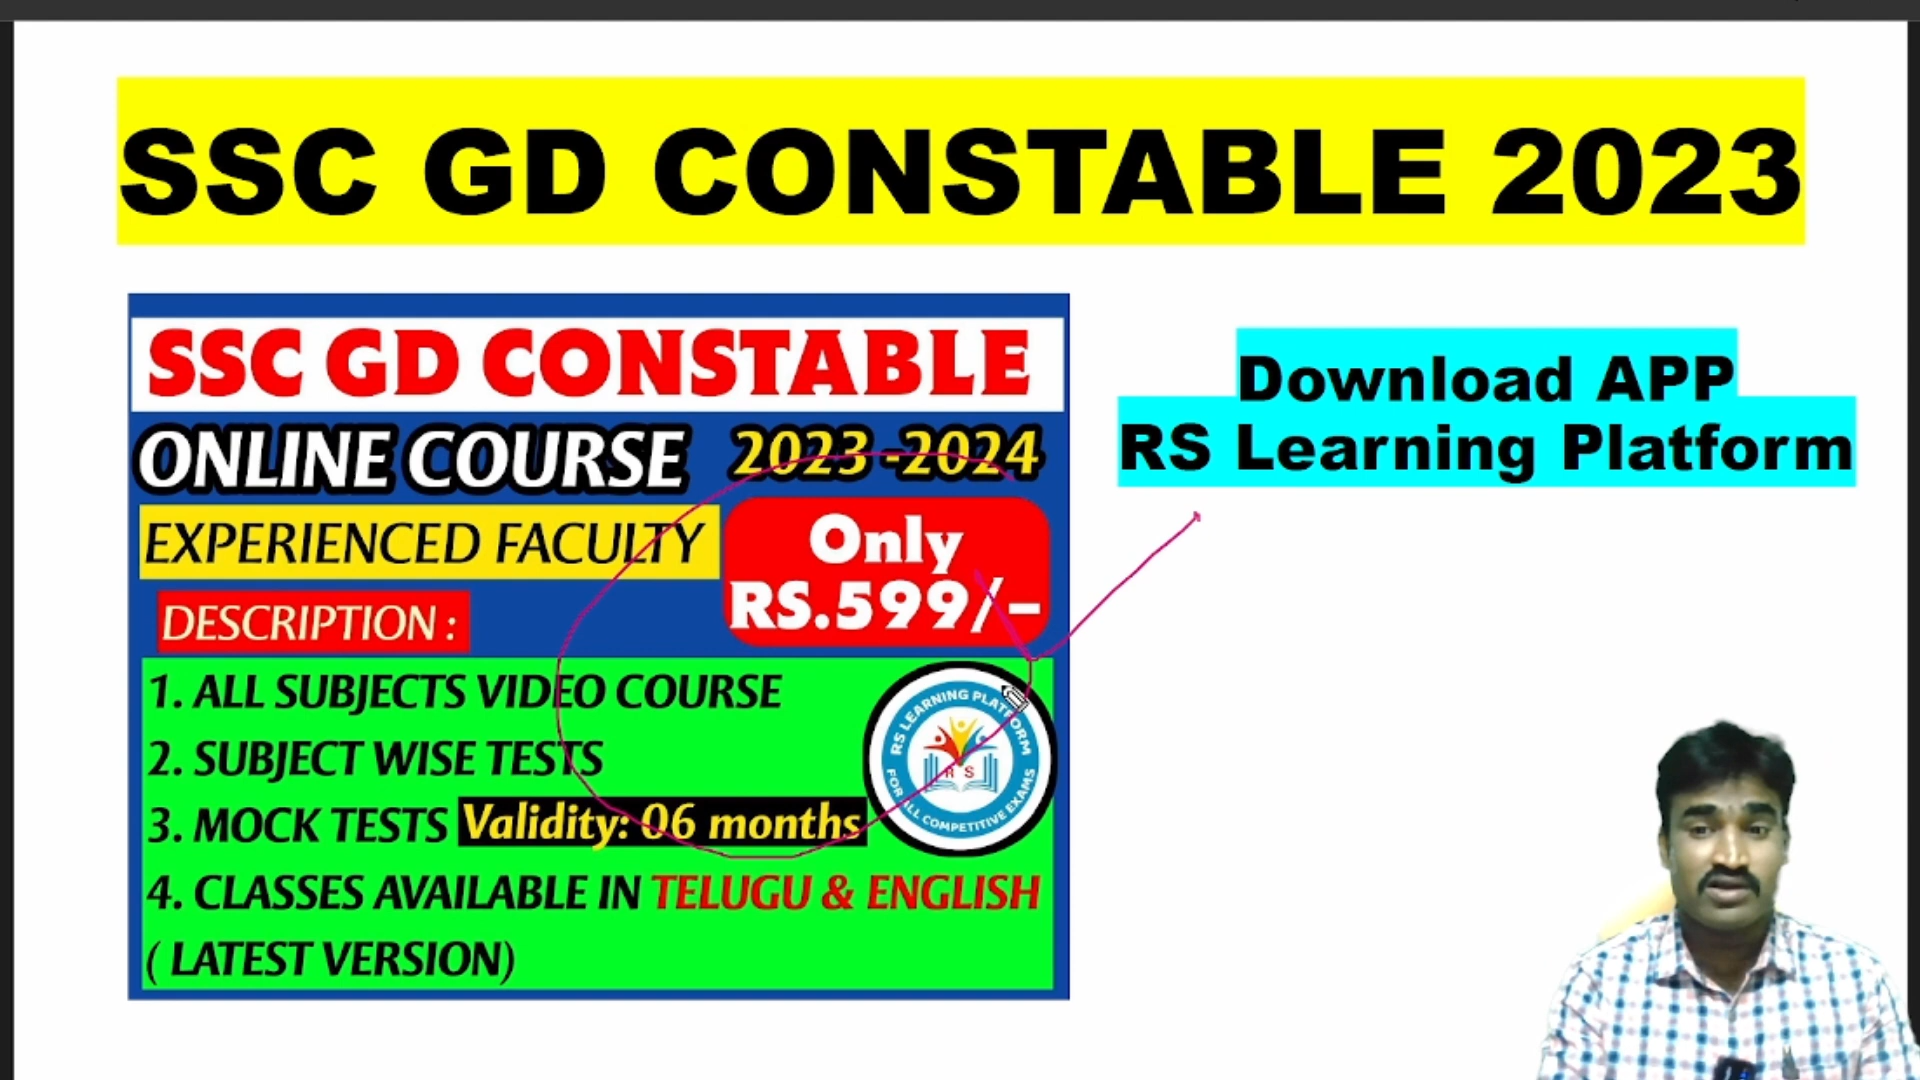 SSC GD CONSTABLE 2023
SSC GD CONSTABLE
ONLINE COURSE 2023-2024
EXPERIENCED FACULTY
Only
RS.599/-
DESCRIPTION :
1. ALL SUBJECTS VIDEO COURSE
2. SUBJECT WISE TESTS
3. MOCK TESTS Validity: 06 months
4. CLASSES AVAILABLE IN TELUGU & ENGLISH
( LATEST VERSION)
RS LEARNING PLATFORM
R S
FOR ALL COMPETITIVE EXAMS
Download APP
RS Learning Platform